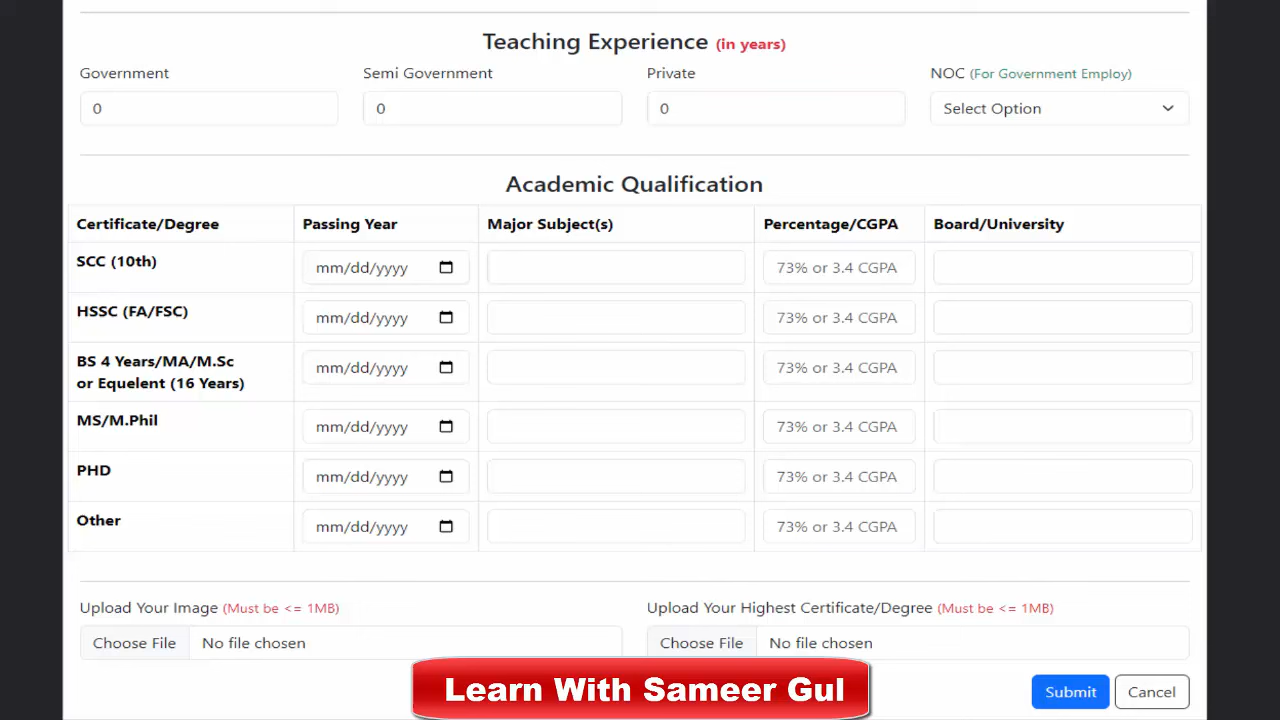 Teaching Experience (in years)
Government Semi Government Private NOC (For Government Employ)
0 0 0 Select Option
Academic Qualification
Certificate/Degree Passing Year Major Subject(s) Percentage/CGPA Board/University
SCC (10th) mm/dd/yyyy 73% or 3.4 CGPA
HSSC (FA/FSC) mm/dd/yyyy 73% or 3.4 CGPA
BS 4 Years/MA/M.Sc mm/dd/yyyy 73% or 3.4 CGPA
or Equelent (16 Years)
MS/M.Phil mm/dd/yyyy 73% or 3.4 CGPA
PHD mm/dd/yyyy 73% or 3.4 CGPA
Other mm/dd/yyyy 73% or 3.4 CGPA
Upload Your Image (Must be <= 1MB) Upload Your Highest Certificate/Degree (Must be <= 1MB)
Choose File No file chosen Choose File No file chosen
Learn With Sameer Gul
Submit Cancel